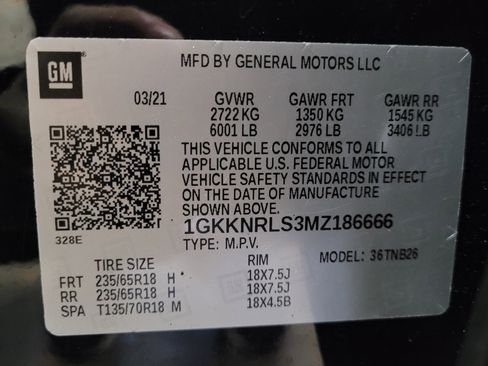 GM
MFD BY GENERAL MOTORS LLC
03/21 GVWR GAWR FRT GAWR RR
2722 KG 1350 KG 1545 KG
6001 LB 2976 LB 3406 LB
THIS VEHICLE CONFORMS TO ALL
APPLICABLE U.S. FEDERAL MOTOR
VEHICLE SAFETY STANDARDS IN EFFECT
ON THE DATE OF MANUFACTURE
SHOWN ABOVE.
328E
1GKKNRLS3MZ186666
TYPE: M.P.V. MODEL: 36TNB26
TIRE SIZE RIM
FRT 235/65R18 H 18X7.5J
RR 235/65R18 H 18X7.5J
SPA T135/70R18 M 18X4.5B